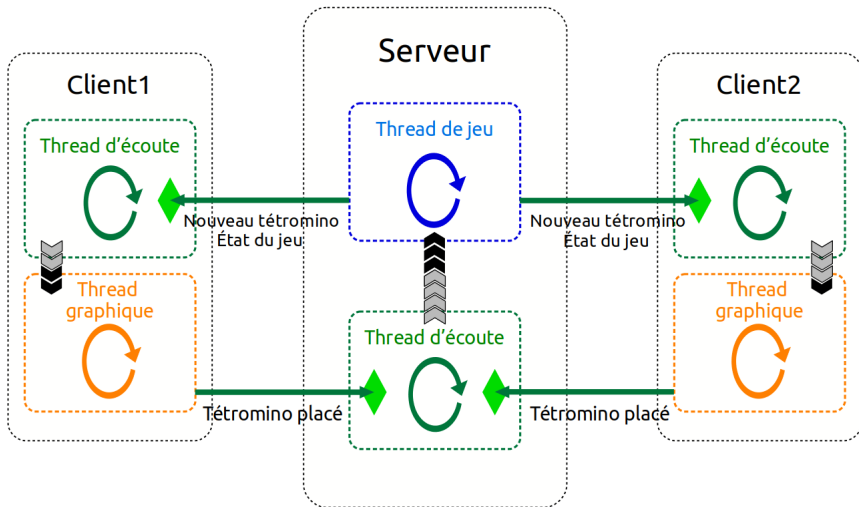 Serveur
Client1
Client2
Thread d'écoute
Thread de jeu
Thread d'écoute
Nouveau tétromino
État du jeu
Nouveau tétromino
État du jeu
Thread
graphique
Thread d'écoute
Thread
graphique
Tétromino placé
Tétromino placé